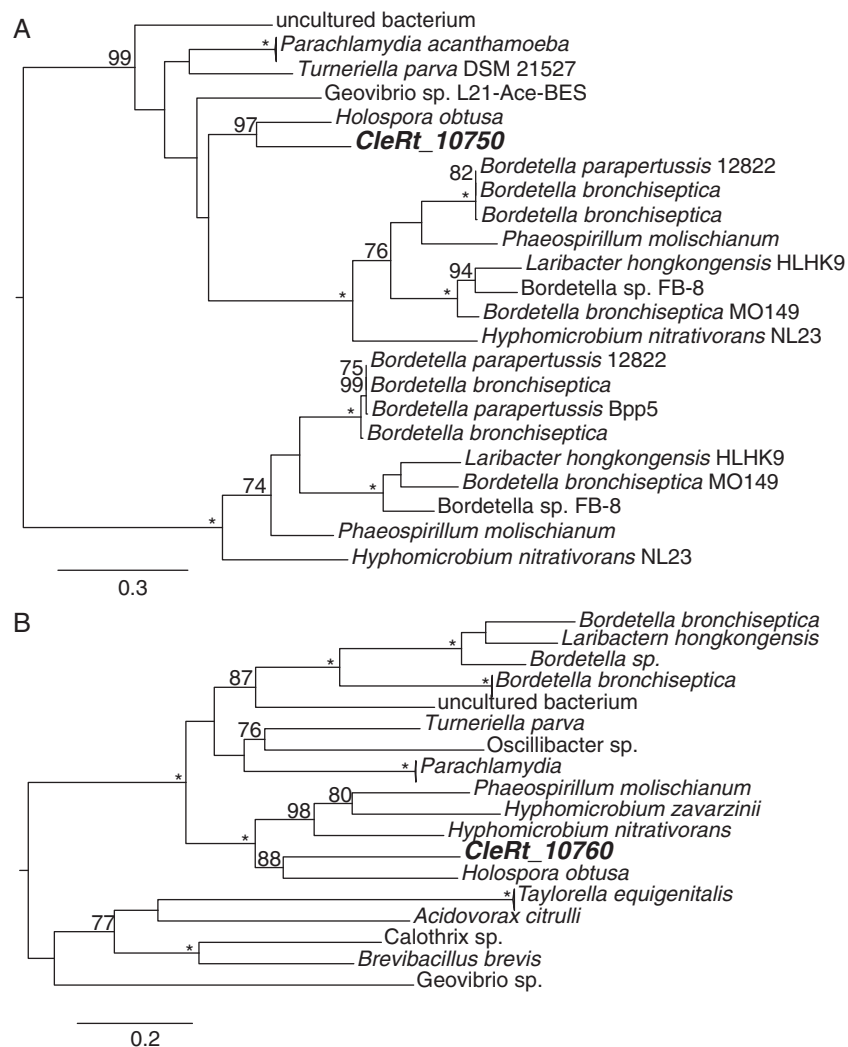 A
uncultured bacterium
99
* Parachlamydia acanthamoeba
Turneriella parva DSM 21527
Geovibrio sp. L21-Ace-BES
Holospora obtusa
97
CleRt_10750
Bordetella parapertussis 12822
82
Bordetella bronchiseptica
*
Bordetella bronchiseptica
Phaeospirillum molischianum
76
Laribacter hongkongensis HLHK9
94
Bordetella sp. FB-8
* *
Bordetella bronchiseptica MO149
Hyphomicrobium nitrativorans NL23
Bordetella parapertussis 12822
75
99 Bordetella bronchiseptica
* Bordetella parapertussis Bpp5
Bordetella bronchiseptica
Laribacter hongkongensis HLHK9
74 * Bordetella bronchiseptica MO149
Bordetella sp. FB-8
*
Phaeospirillum molischianum
Hyphomicrobium nitrativorans NL23
0.3
B
Bordetella bronchiseptica
* Laribactern hongkongensis
* Bordetella sp.
87 * Bordetella bronchiseptica
uncultured bacterium
Turneriella parva
76
Oscillibacter sp.
* * Parachlamydia
Phaeospirillum molischianum
80
98 Hyphomicrobium zavarzinii
Hyphomicrobium nitrativorans
*
CleRt_10760
88
Holospora obtusa
* Taylorella equigenitalis
77 Acidovorax citrulli
Calothrix sp.
*
Brevibacillus brevis
Geovibrio sp.
0.2